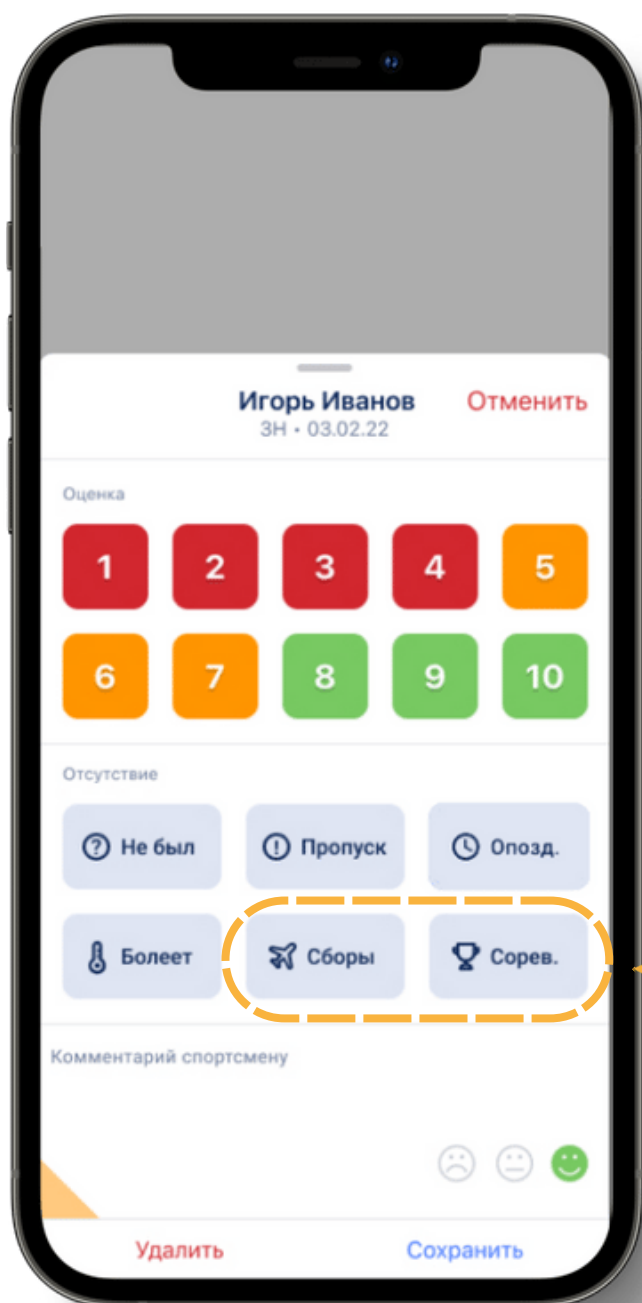 Игорь Иванов
Отменить
ЗН • 03.02.22
Оценка
1 2 3 4 5
6 7 8 9 10
Отсутствие
Не был Пропуск Опозд.
Болеет Сборы Сорев.
Комментарий спортсмену
Удалить Сохранить